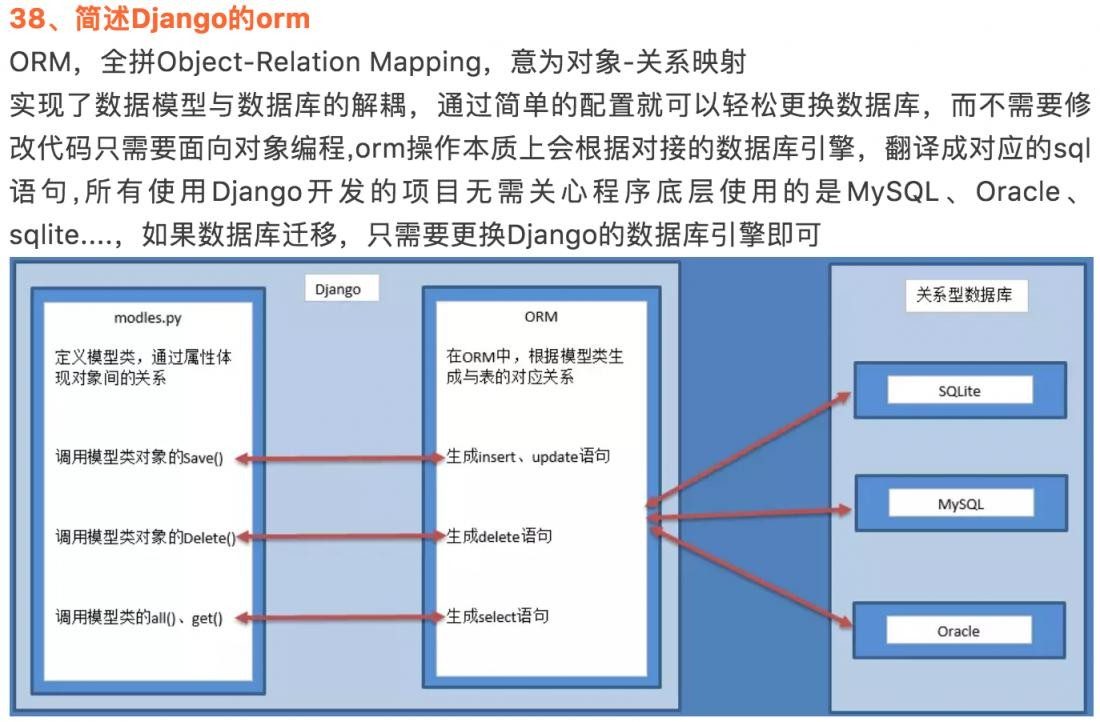 38、简述Django的orm
ORM，全拼Object-Relation Mapping，意为对象-关系映射
实现了数据模型与数据库的解耦，通过简单的配置就可以轻松更换数据库，而不需要修
改代码只需要面向对象编程,orm操作本质上会根据对接的数据库引擎，翻译成对应的sql
语句,所有使用Django开发的项目无需关心程序底层使用的是MySQL、Oracle、
sqlite....，如果数据库迁移，只需要更换Django的数据库引擎即可
Django
modles.py
定义模型类，通过属性体
现对象间的关系
调用模型类对象的Save()
调用模型类对象的Delete()
调用模型类的all()、get()
ORM
在ORM中，根据模型类生
成与表的对应关系
生成insert、update语句
生成delete语句
生成select语句
关系型数据库
SQLite
MySQL
Oracle